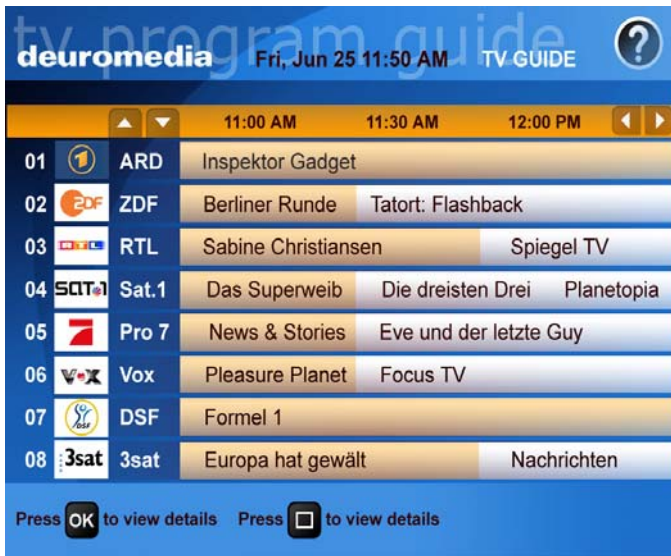 tv program guide
deuromedia Fri, Jun 25 11:50 AM TV GUIDE ?
11:00 AM 11:30 AM 12:00 PM
01 1 ARD Inspektor Gadget
02 ZDF ZDF Berliner Runde Tatort: Flashback
03 RTL RTL Sabine Christiansen Spiegel TV
04 SAT.1 Sat.1 Das Superweib Die dreisten Drei Planetopia
05 7 Pro 7 News & Stories Eve und der letzte Guy
06 VOX Vox Pleasure Planet Focus TV
07 DSF DSF Formel 1
08 3sat 3sat Europa hat gewält Nachrichten
Press OK to view details Press to view details